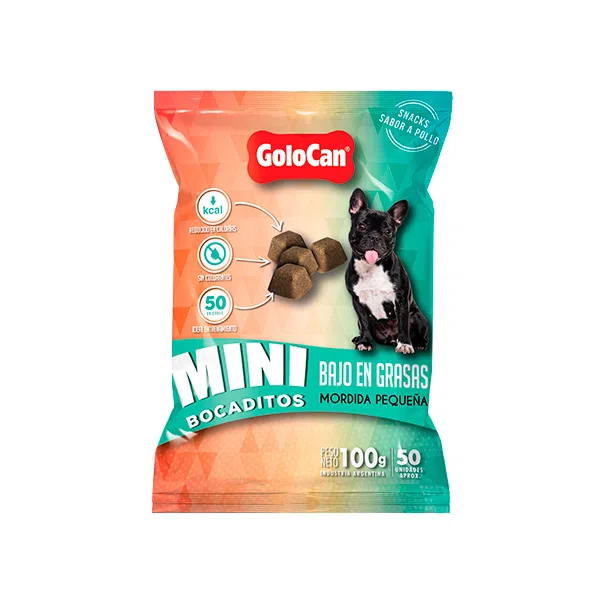 SNACKS
SABOR A POLLO
GoloCan®
kcal
REDUCIDO EN CALORÍAS
SIN COLORANTES
50
IDEAL ENTRENAMIENTO
MINI
BOCADITOS
BAJO EN GRASAS
MORDIDA PEQUEÑA
PESO NETO 100g
INDUSTRIA ARGENTINA
50
UNIDADES
APROX.